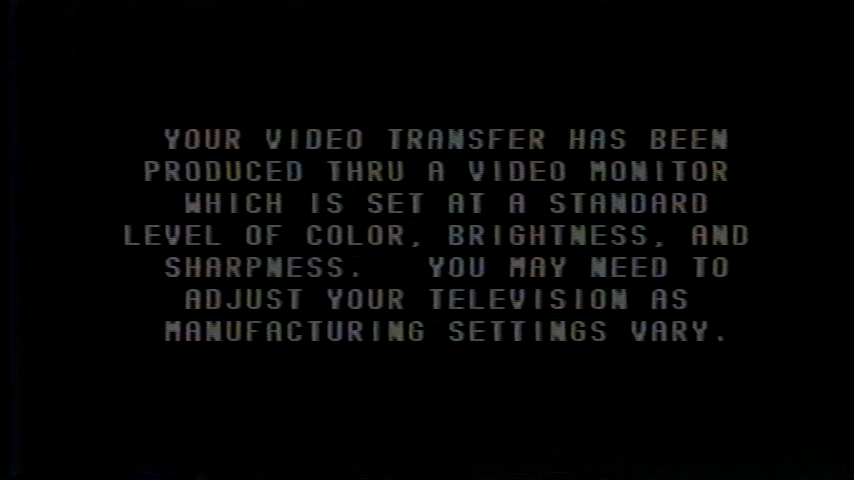 YOUR VIDEO TRANSFER HAS BEEN
PRODUCED THRU A VIDEO MONITOR
WHICH IS SET AT A STANDARD
LEVEL OF COLOR, BRIGHTNESS, AND
SHARPNESS. YOU MAY NEED TO
ADJUST YOUR TELEVISION AS
MANUFACTURING SETTINGS VARY.